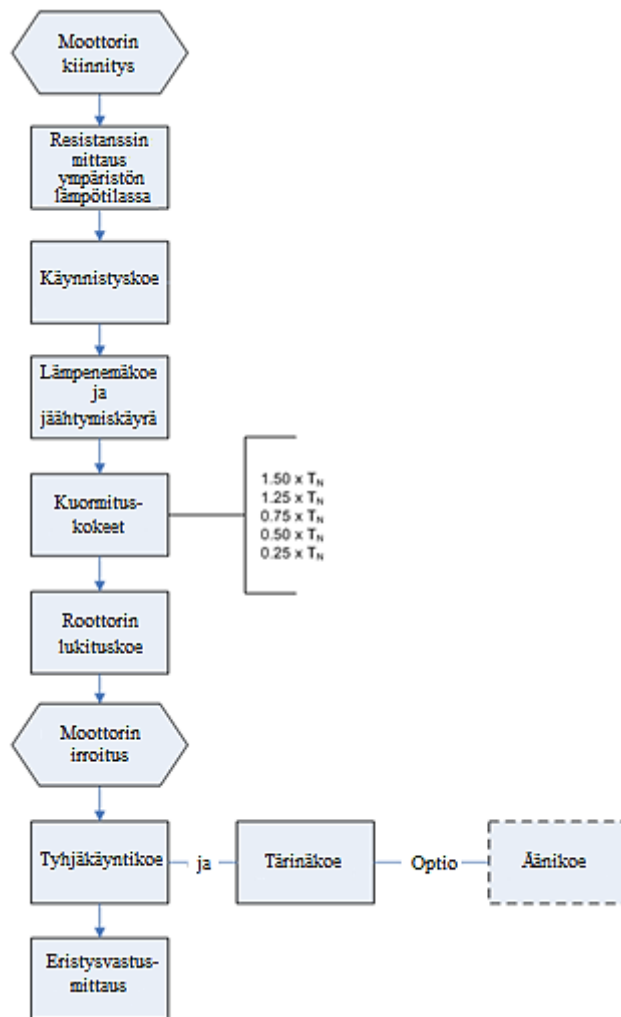 Moottorin
kiinnitys
Resistanssin
mittaus
ympäristön
lämpötilassa
Käynnistyskoe
Lämpenemäkoe
ja
jäähtymiskäyrä
Kuormitus-
kokeet
1.50 x TN
1.25 x TN
0.75 x TN
0.50 x TN
0.25 x TN
Roottorin
lukituskoe
Moottorin
irroitus
Tyhjäkäyntikoe
ja
Tärinäkoe
Optio
Äänikoe
Eristysvastus-
mittaus